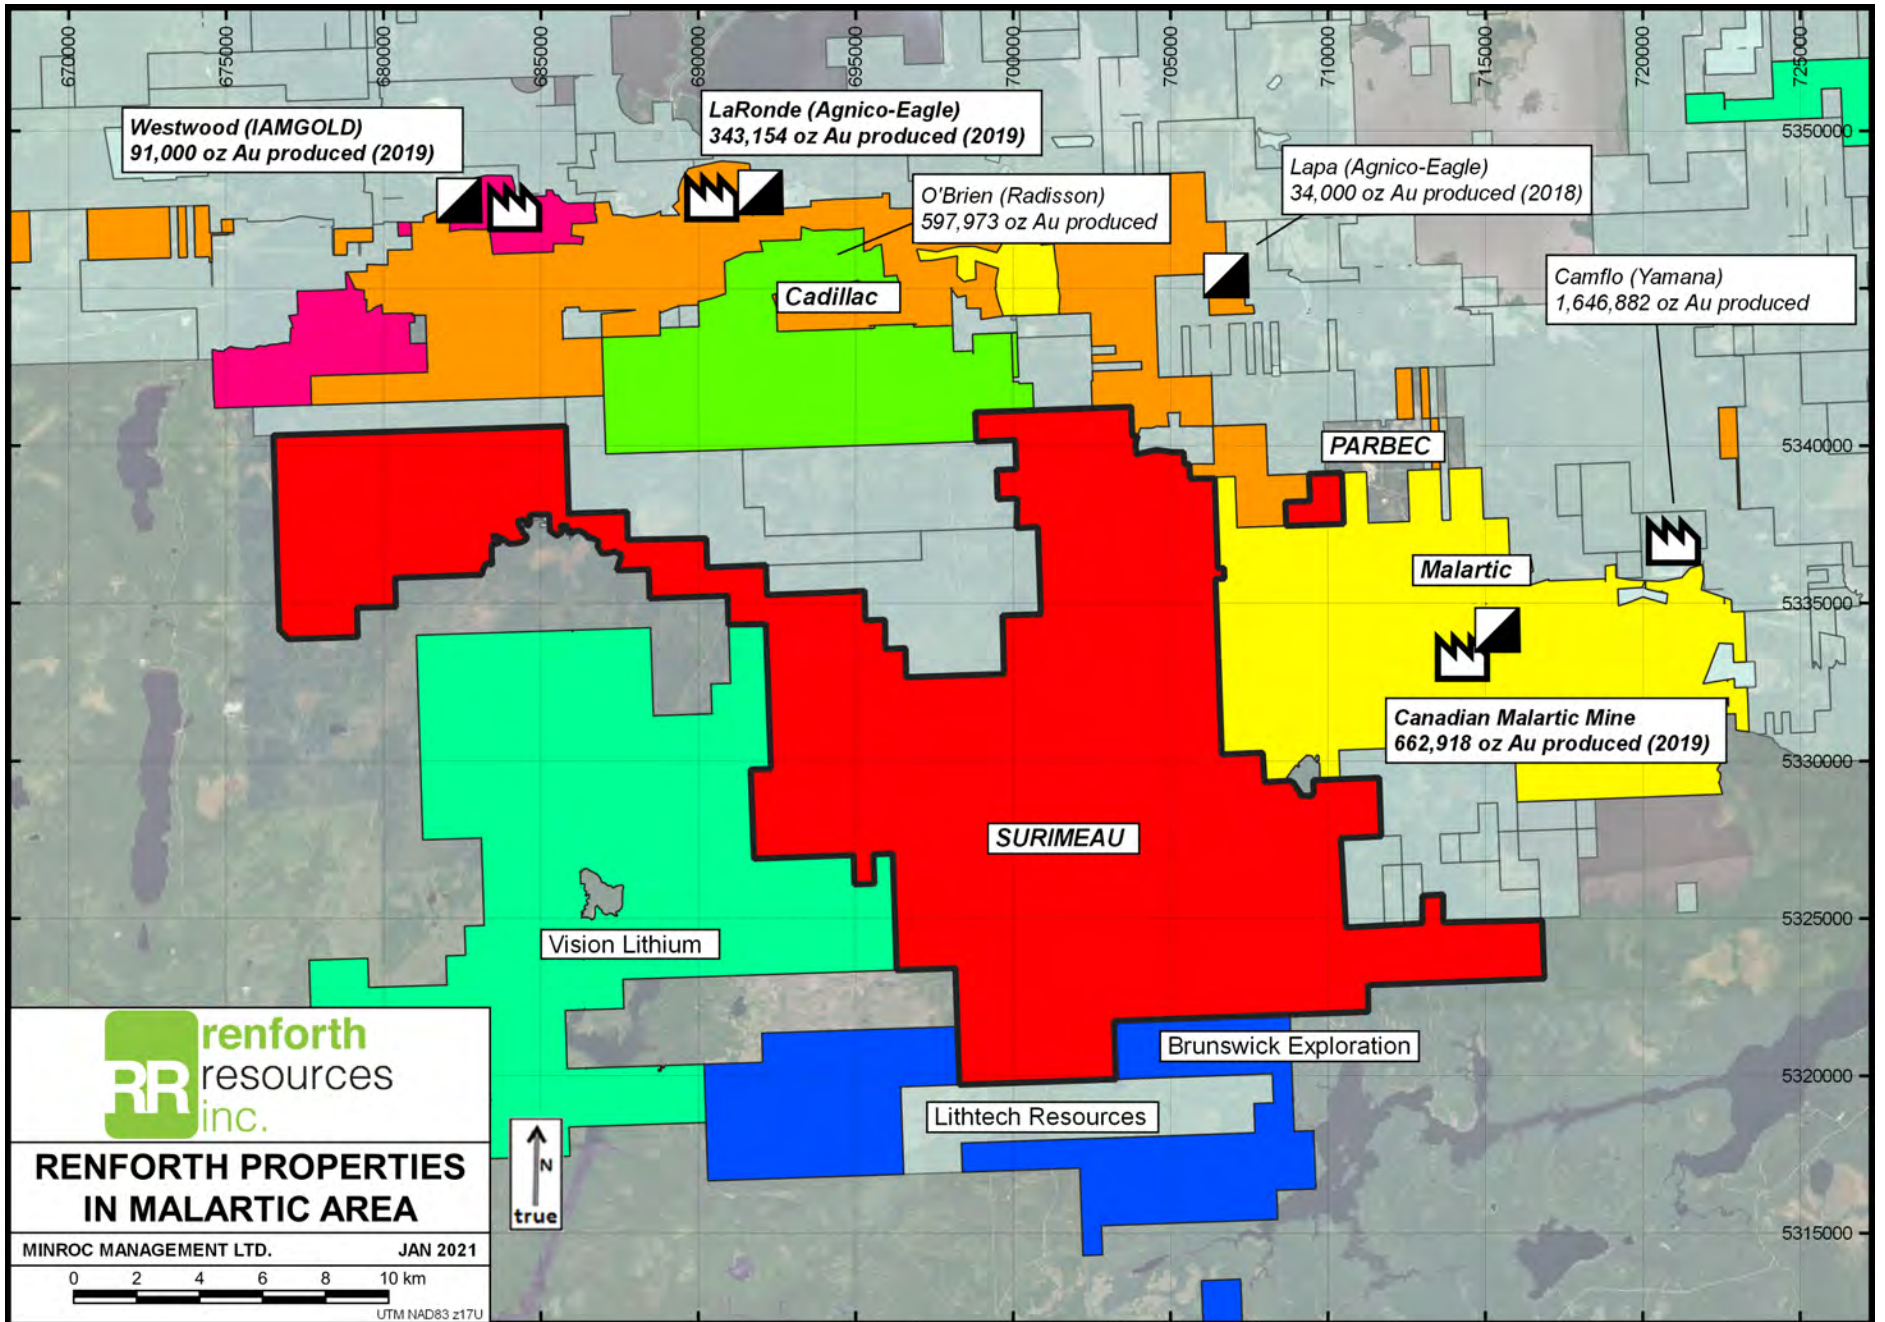 670000
675000
680000
685000
690000
695000
700000
705000
710000
715000
720000
725000
Westwood (IAMGOLD)
91,000 oz Au produced (2019)
LaRonde (Agnico-Eagle)
343,154 oz Au produced (2019)
5350000
Lapa (Agnico-Eagle)
34,000 oz Au produced (2018)
O'Brien (Radisson)
597,973 oz Au produced
Camflo (Yamana)
1,646,882 oz Au produced
Cadillac
PARBEC
5340000
Malartic
5335000
Canadian Malartic Mine
662,918 oz Au produced (2019)
5330000
SURIMEAU
5325000
Vision Lithium
Brunswick Exploration
5320000
Lithtech Resources
5315000
RR
renforth
resources
inc.
N
true
RENFORTH PROPERTIES
IN MALARTIC AREA
MINROC MANAGEMENT LTD. JAN 2021
0 2 4 6 8 10 km
UTM NAD83 z17U